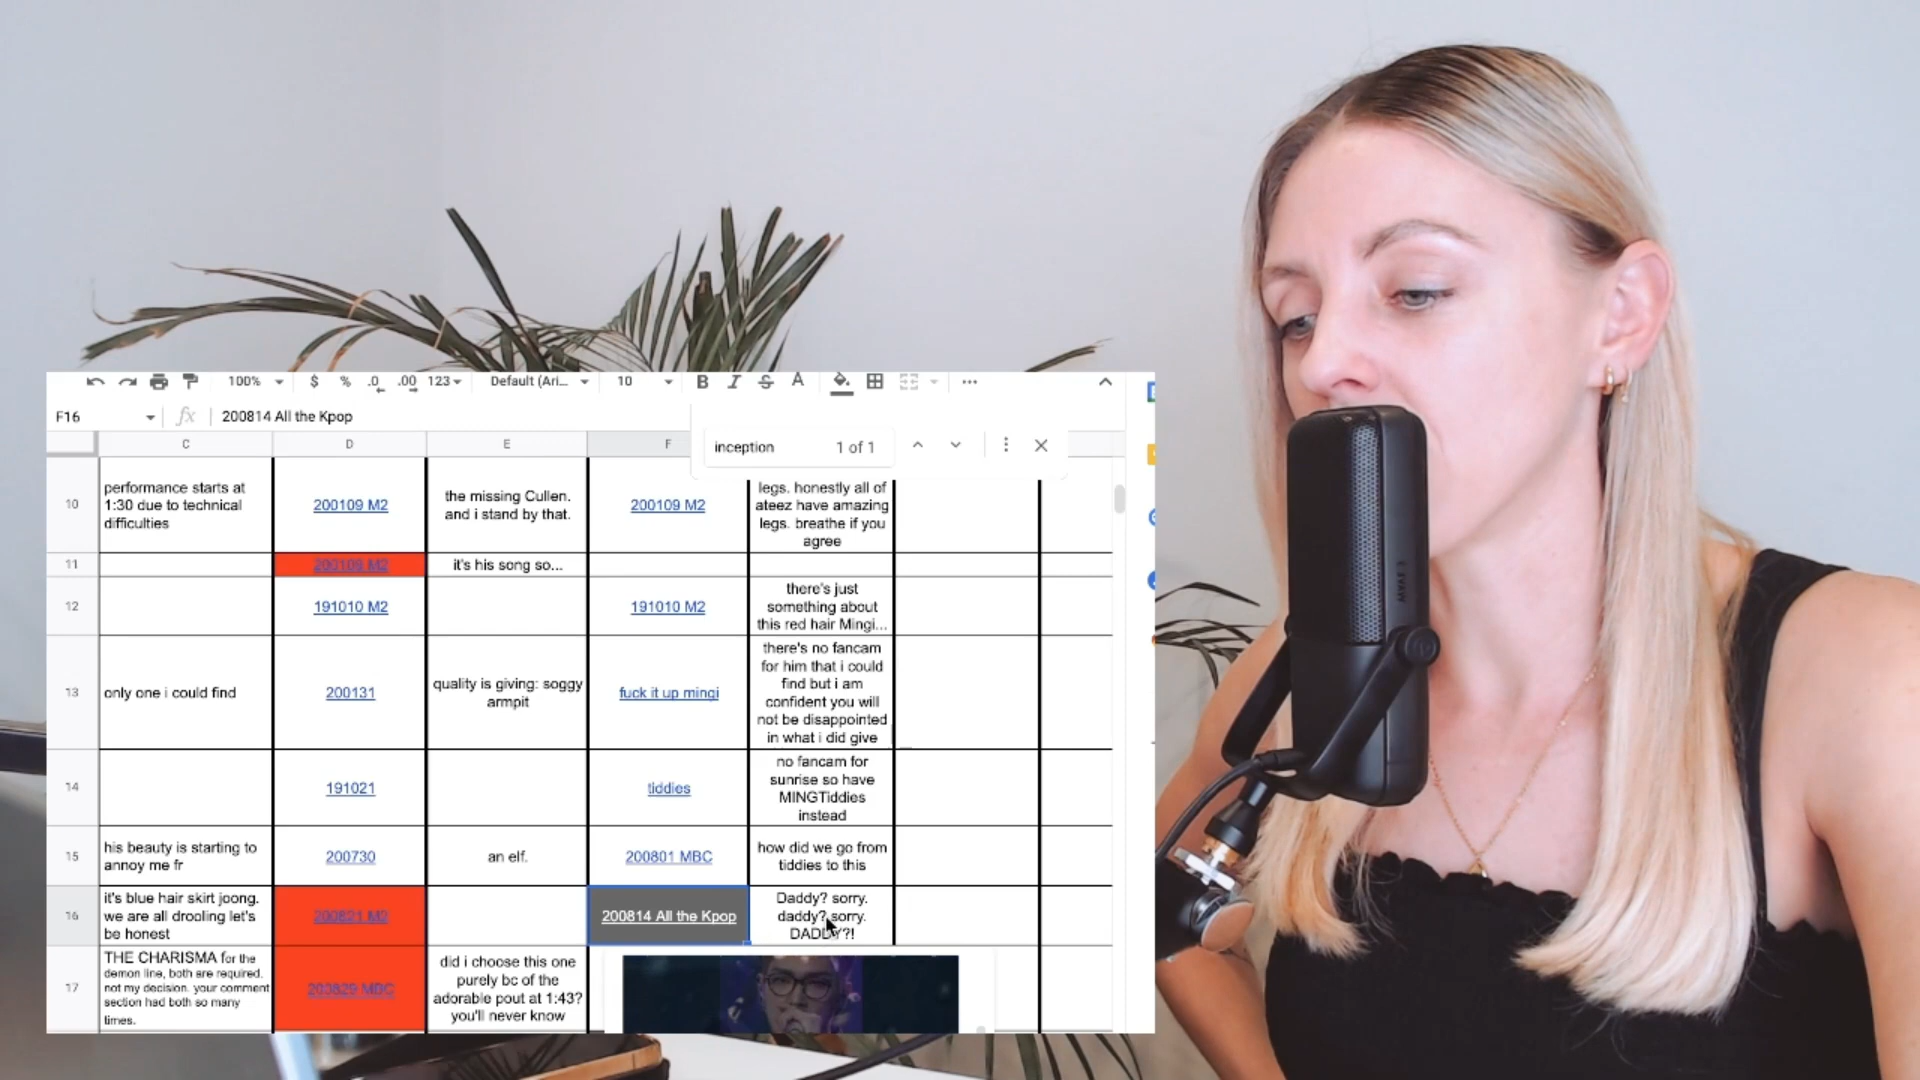 100%
$
%
.0
.00
123
Default (Ari...
10
B
I
S
A
F16
fx
200814 All the Kpop
C
D
E
F
inception
1 of 1
10
performance starts at
1:30 due to technical
difficulties
200109 M2
the missing Cullen.
and i stand by that.
200109 M2
legs. honestly all of
ateez have amazing
legs. breathe if you
agree
11
200109 M2
it's his song so...
12
191010 M2
191010 M2
there's just
something about
this red hair Mingi...
13
only one i could find
200131
quality is giving: soggy
armpit
fuck it up mingi
there's no fancam
for him that i could
find but i am
confident you will
not be disappointed
in what i did give
14
191021
tiddies
no fancam for
sunrise so have
MINGTiddies
instead
15
his beauty is starting to
annoy me fr
200730
an elf.
200801 MBC
how did we go from
tiddies to this
16
it's blue hair skirt joong.
we are all drooling let's
be honest
200821 M2
200814 All the Kpop
Daddy? sorry.
daddy? sorry.
DADDY?!
17
THE CHARISMA for the
demon line, both are required.
not my decision. your comment
section had both so many
times.
200829 MBC
did i choose this one
purely bc of the
adorable pout at 1:43?
you'll never know